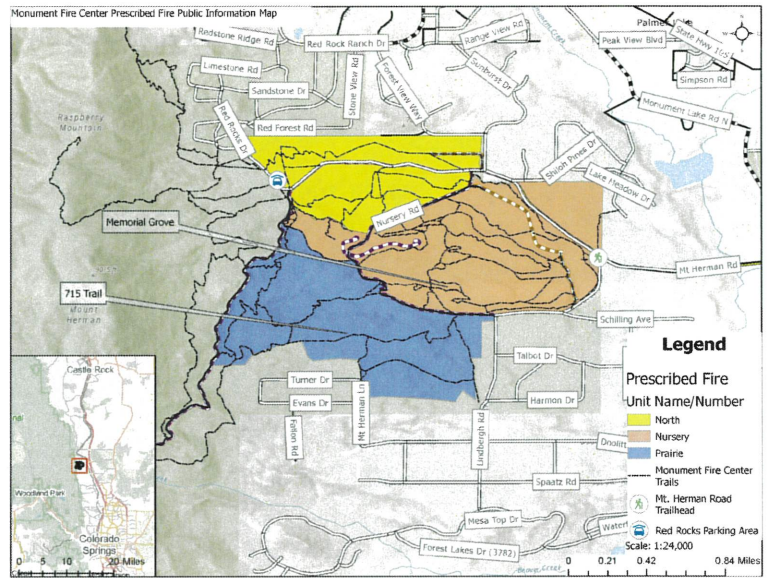 Monument Fire Center Prescribed Fire Public Information Map
Palmer Lake
Redstone Ridge Rd
Red Rock Ranch Dr
Range View Rd
Peak View Blvd
State Hwy 105
Limestone Rd
Sandstone Dr
Stone View Rd
Forest View Way
Sunburst Dr
Simpson Rd
Monument Lake Rd N
Raspberry
Mountain
Red Rocks Dr
Red Forest Rd
Shiloh Pines Dr
Lake Meadow Dr
Memorial Grove
Nursery Rd
Mt Herman Rd
715 Trail
Mount
Herman
Schilling Ave
Talbot Dr
Turner Dr
Evans Dr
Harmon Dr
Falton Rd
Mt Herman Ln
Lindbergh Rd
Spaatz Rd
Mesa Top Dr
Forest Lakes Dr (3782)
Castle Rock
Woodland Park
Colorado
Springs
0 5 10 20 Miles
Legend
Prescribed Fire
Unit Name/Number
North
Nursery
Prairie
Monument Fire Center
Trails
Mt. Herman Road
Trailhead
Red Rocks Parking Area
Scale: 1:24,000
0 0.21 0.42 0.84 Miles